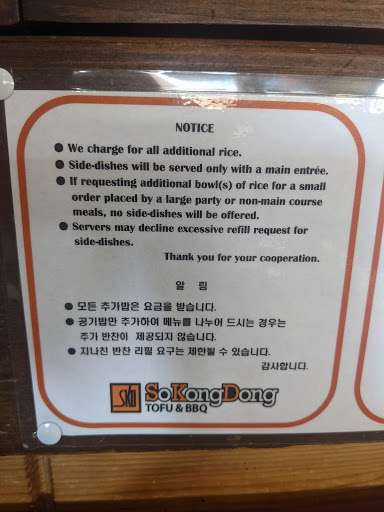 NOTICE
● We charge for all additional rice.
● Side-dishes will be served only with a main entrée.
● If requesting additional bowl(s) of rice for a small
order placed by a large party or non-main course
meals, no side-dishes will be offered.
● Servers may decline excessive refill request for
side-dishes.
Thank you for your cooperation.
알 림
● 모든 추가밥은 요금을 받습니다.
● 공기밥만 추가하여 메뉴를 나누어 드시는 경우는
추가 반찬이 제공되지 않습니다.
● 지나친 반찬 리필 요구는 제한될 수 있습니다.
감사합니다.
SKD SoKongDong
TOFU & BBQ